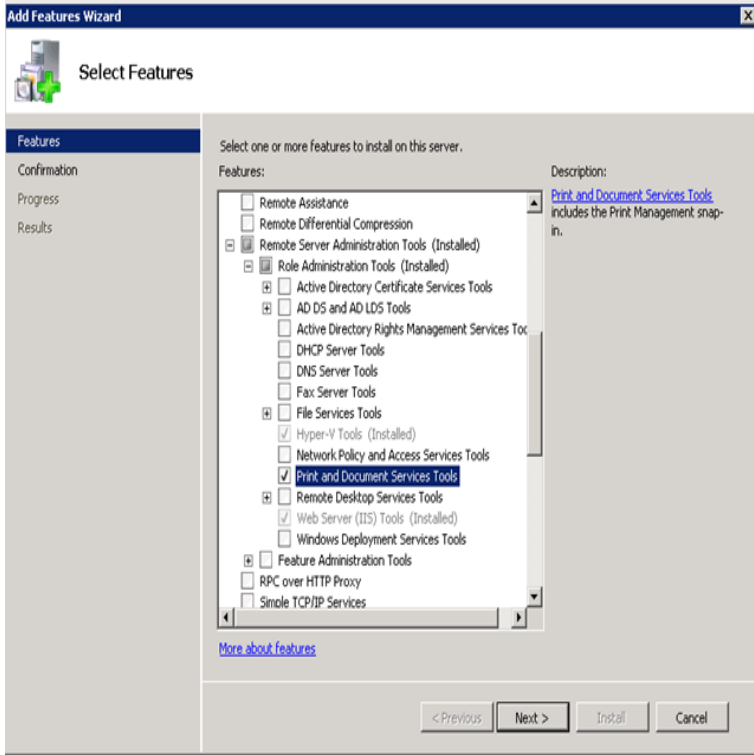 Add Features Wizard
Select Features
Features
Confirmation
Progress
Results
Select one or more features to install on this server.
Features:
Remote Assistance
Remote Differential Compression
Remote Server Administration Tools (Installed)
Role Administration Tools (Installed)
Active Directory Certificate Services Tools
AD DS and AD LDS Tools
Active Directory Rights Management Services Toc
DHCP Server Tools
DNS Server Tools
Fax Server Tools
File Services Tools
Hyper-V Tools (Installed)
Network Policy and Access Services Tools
Print and Document Services Tools
Remote Desktop Services Tools
Web Server (IIS) Tools (Installed)
Windows Deployment Services Tools
Feature Administration Tools
RPC over HTTP Proxy
Simple TCP/IP Services
Description:
Print and Document Services Tools
includes the Print Management snap-
in.
More about features
< Previous
Next >
Install
Cancel